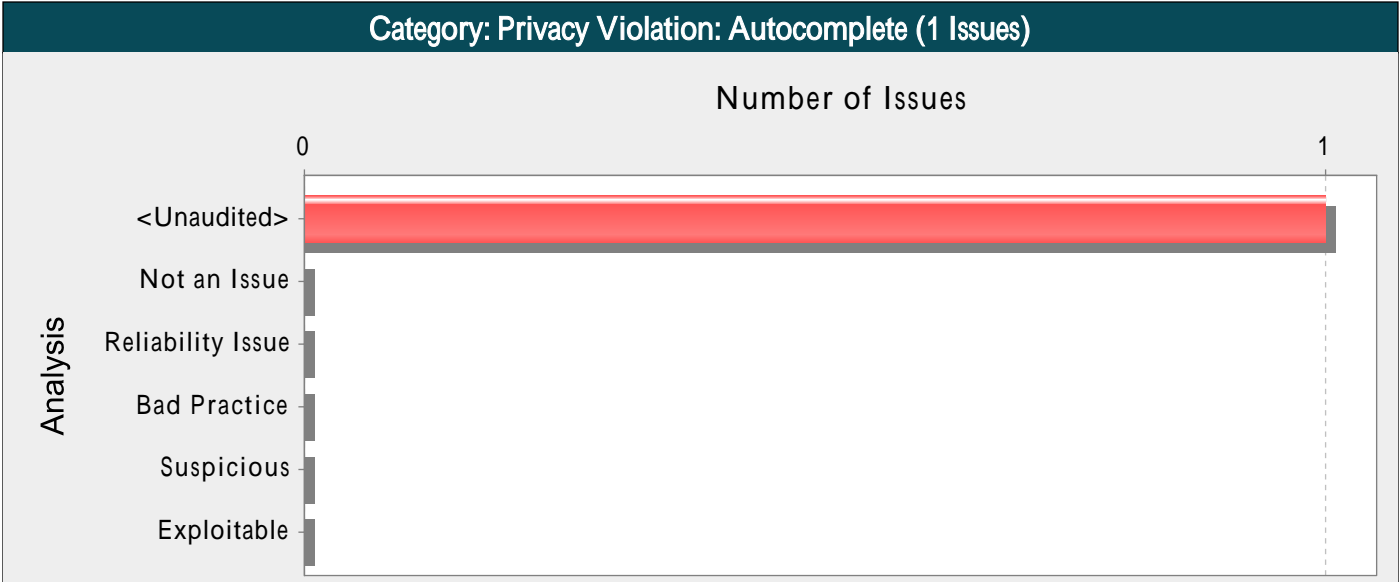 Category: Privacy Violation: Autocomplete (1 Issues)
Number of Issues
0 1
<Unaudited>
Not an Issue
Reliability Issue
Bad Practice
Suspicious
Exploitable
Analysis